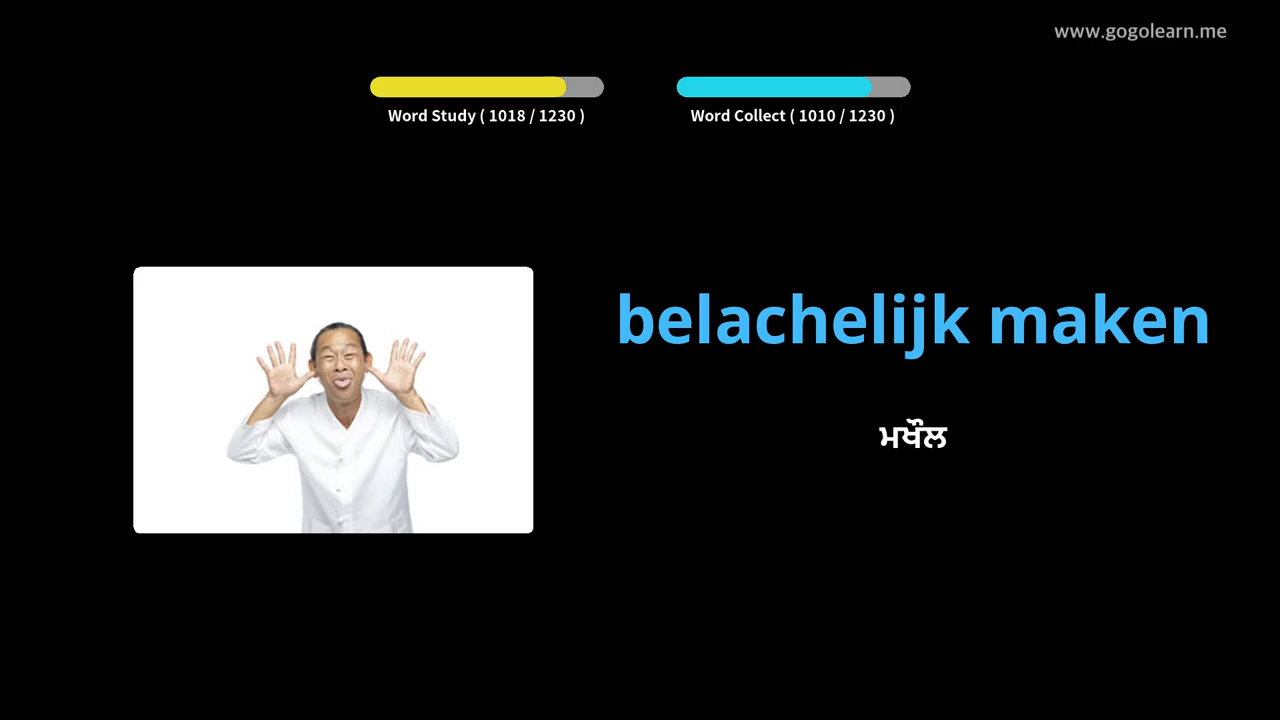 www.gogolearn.me
Word Study ( 1018 / 1230 )
Word Collect ( 1010 / 1230 )
belachelijk maken
ਮਖੌਲ